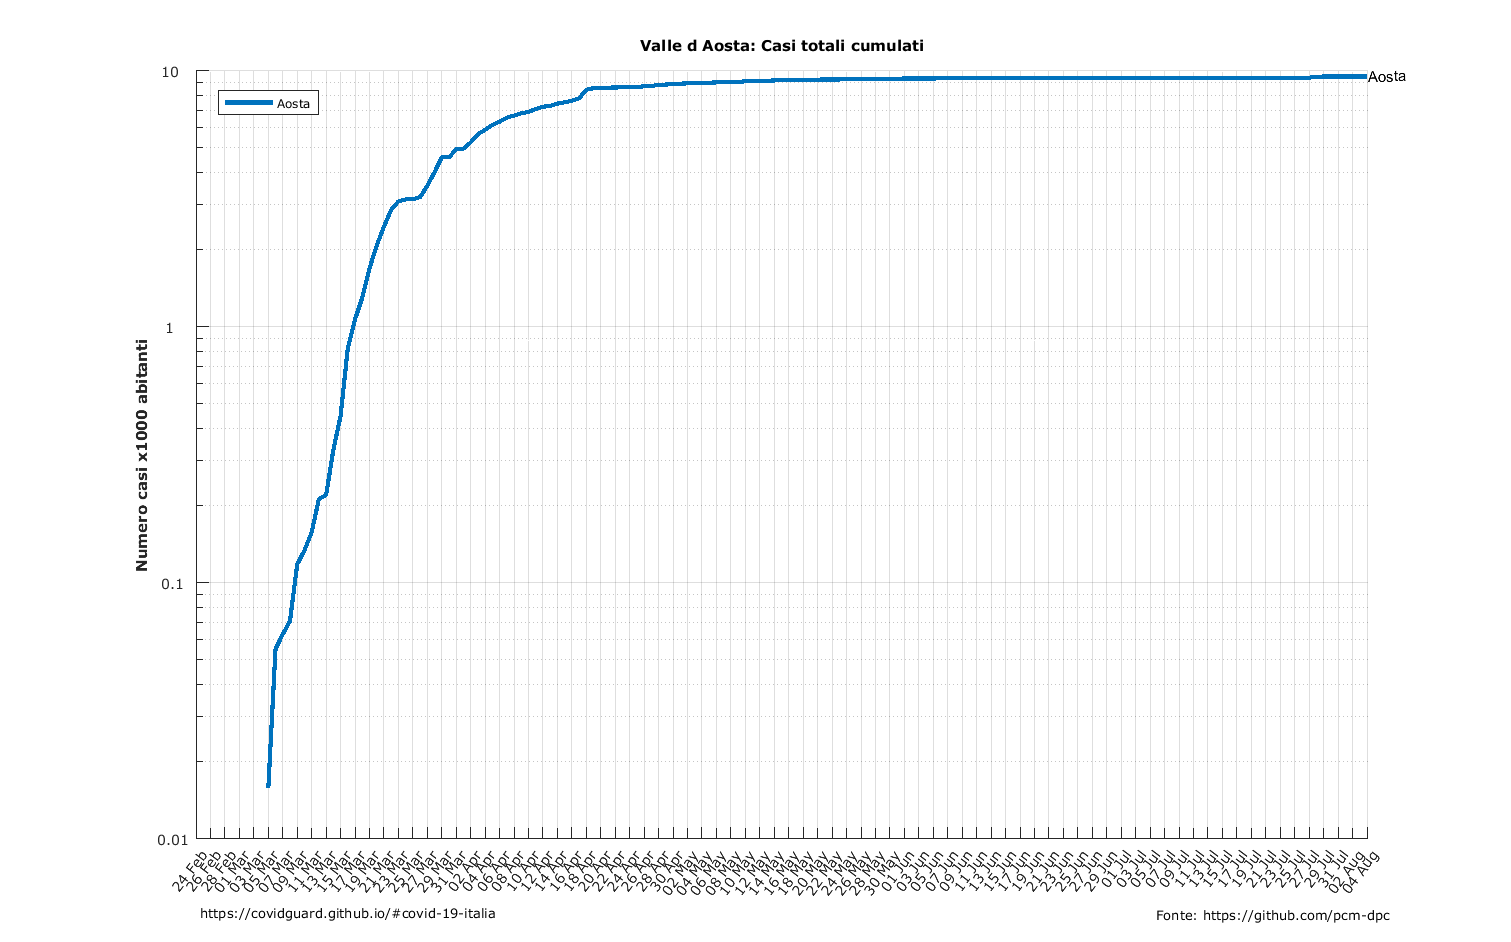 Valle d Aosta: Casi totali cumulati
10
1
0.1
0.01
Numero casi x1000 abitanti
Aosta
Aosta
24 Feb
26 Feb
28 Feb
01 Mar
03 Mar
05 Mar
07 Mar
09 Mar
11 Mar
13 Mar
15 Mar
17 Mar
19 Mar
21 Mar
23 Mar
25 Mar
27 Mar
29 Mar
31 Mar
02 Apr
04 Apr
06 Apr
08 Apr
10 Apr
12 Apr
14 Apr
16 Apr
18 Apr
20 Apr
22 Apr
24 Apr
26 Apr
28 Apr
30 Apr
02 May
04 May
06 May
08 May
10 May
12 May
14 May
16 May
18 May
20 May
22 May
24 May
26 May
28 May
30 May
01 Jun
03 Jun
05 Jun
07 Jun
09 Jun
11 Jun
13 Jun
15 Jun
17 Jun
19 Jun
21 Jun
23 Jun
25 Jun
27 Jun
29 Jun
01 Jul
03 Jul
05 Jul
07 Jul
09 Jul
11 Jul
13 Jul
15 Jul
17 Jul
19 Jul
21 Jul
23 Jul
25 Jul
27 Jul
29 Jul
31 Jul
02 Aug
04 Aug
https://covidguard.github.io/#covid-19-italia
Fonte: https://github.com/pcm-dpc